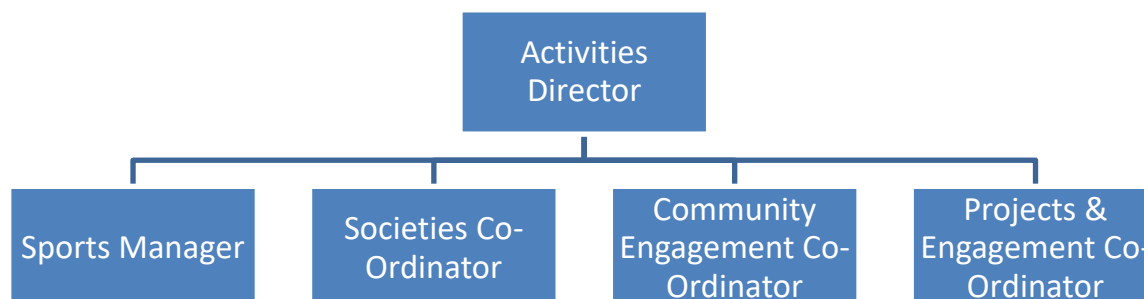 Activities
Director
Sports Manager
Societies Co-
Ordinator
Community
Engagement Co-
Ordinator
Projects &
Engagement Co-
Ordinator